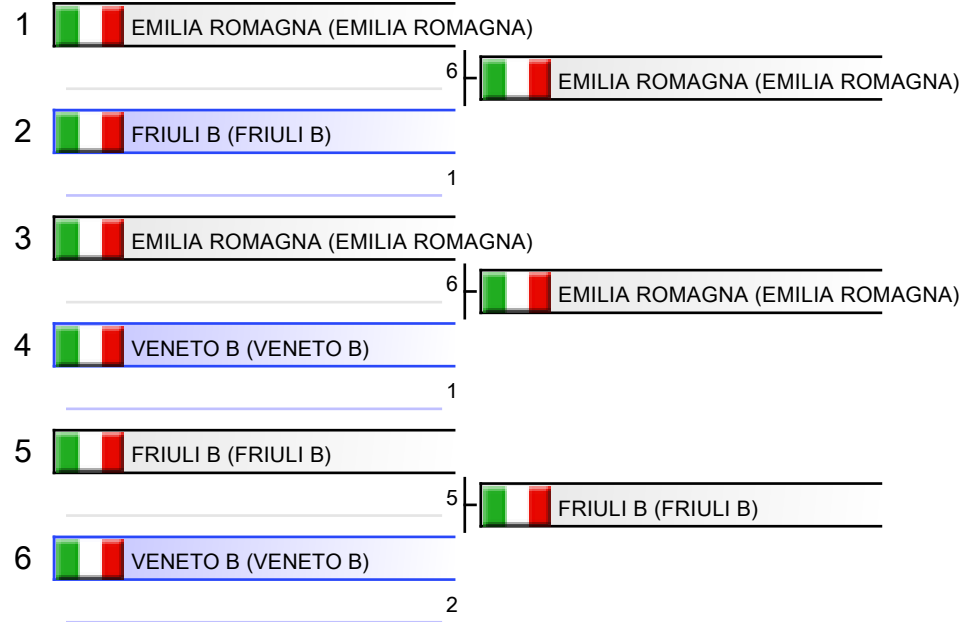 1 EMILIA ROMAGNA (EMILIA ROMAGNA)
6 EMILIA ROMAGNA (EMILIA ROMAGNA)
2 FRIULI B (FRIULI B)
1
3 EMILIA ROMAGNA (EMILIA ROMAGNA)
6 EMILIA ROMAGNA (EMILIA ROMAGNA)
4 VENETO B (VENETO B)
1
5 FRIULI B (FRIULI B)
5 FRIULI B (FRIULI B)
6 VENETO B (VENETO B)
2